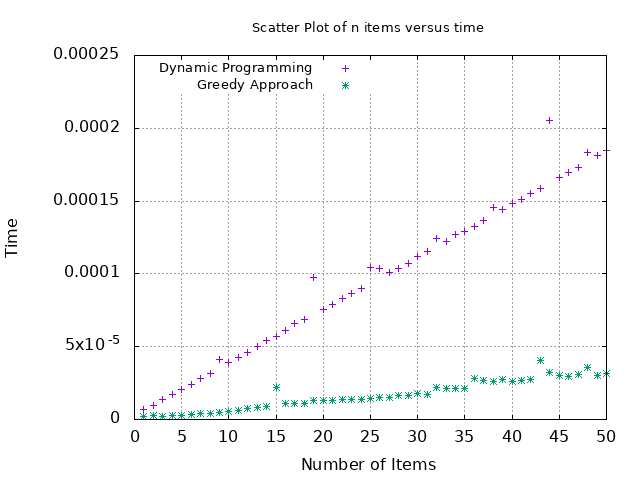 Scatter Plot of n items versus time
0.00025
0.0002
0.00015
0.0001
5x10⁻⁵
0
Time
Dynamic Programming
Greedy Approach
0 5 10 15 20 25 30 35 40 45 50
Number of Items